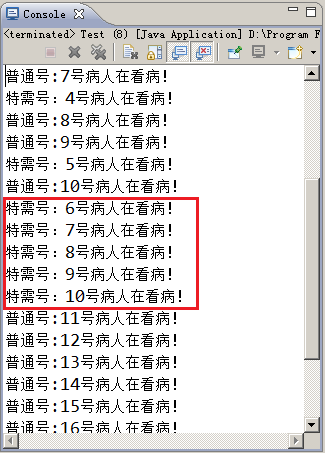 Console
<terminated> Test (8) [Java Application] D:\Program F
普通号:7号病人在看病!
特需号：4号病人在看病!
普通号:8号病人在看病!
普通号:9号病人在看病!
特需号：5号病人在看病!
普通号:10号病人在看病!
特需号：6号病人在看病!
特需号：7号病人在看病!
特需号：8号病人在看病!
特需号：9号病人在看病!
特需号：10号病人在看病!
普通号:11号病人在看病!
普通号:12号病人在看病!
普通号:13号病人在看病!
普通号:14号病人在看病!
普通号:15号病人在看病!
普通号:16号病人在看病!